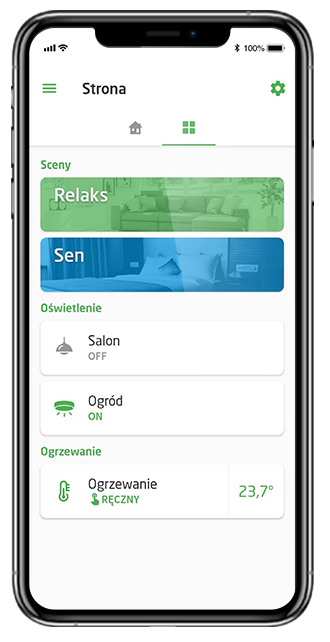 100%
Strona
Sceny
Relaks
Sen
Oświetlenie
Salon
OFF
Ogród
ON
Ogrzewanie
Ogrzewanie
RĘCZNY
23,7°